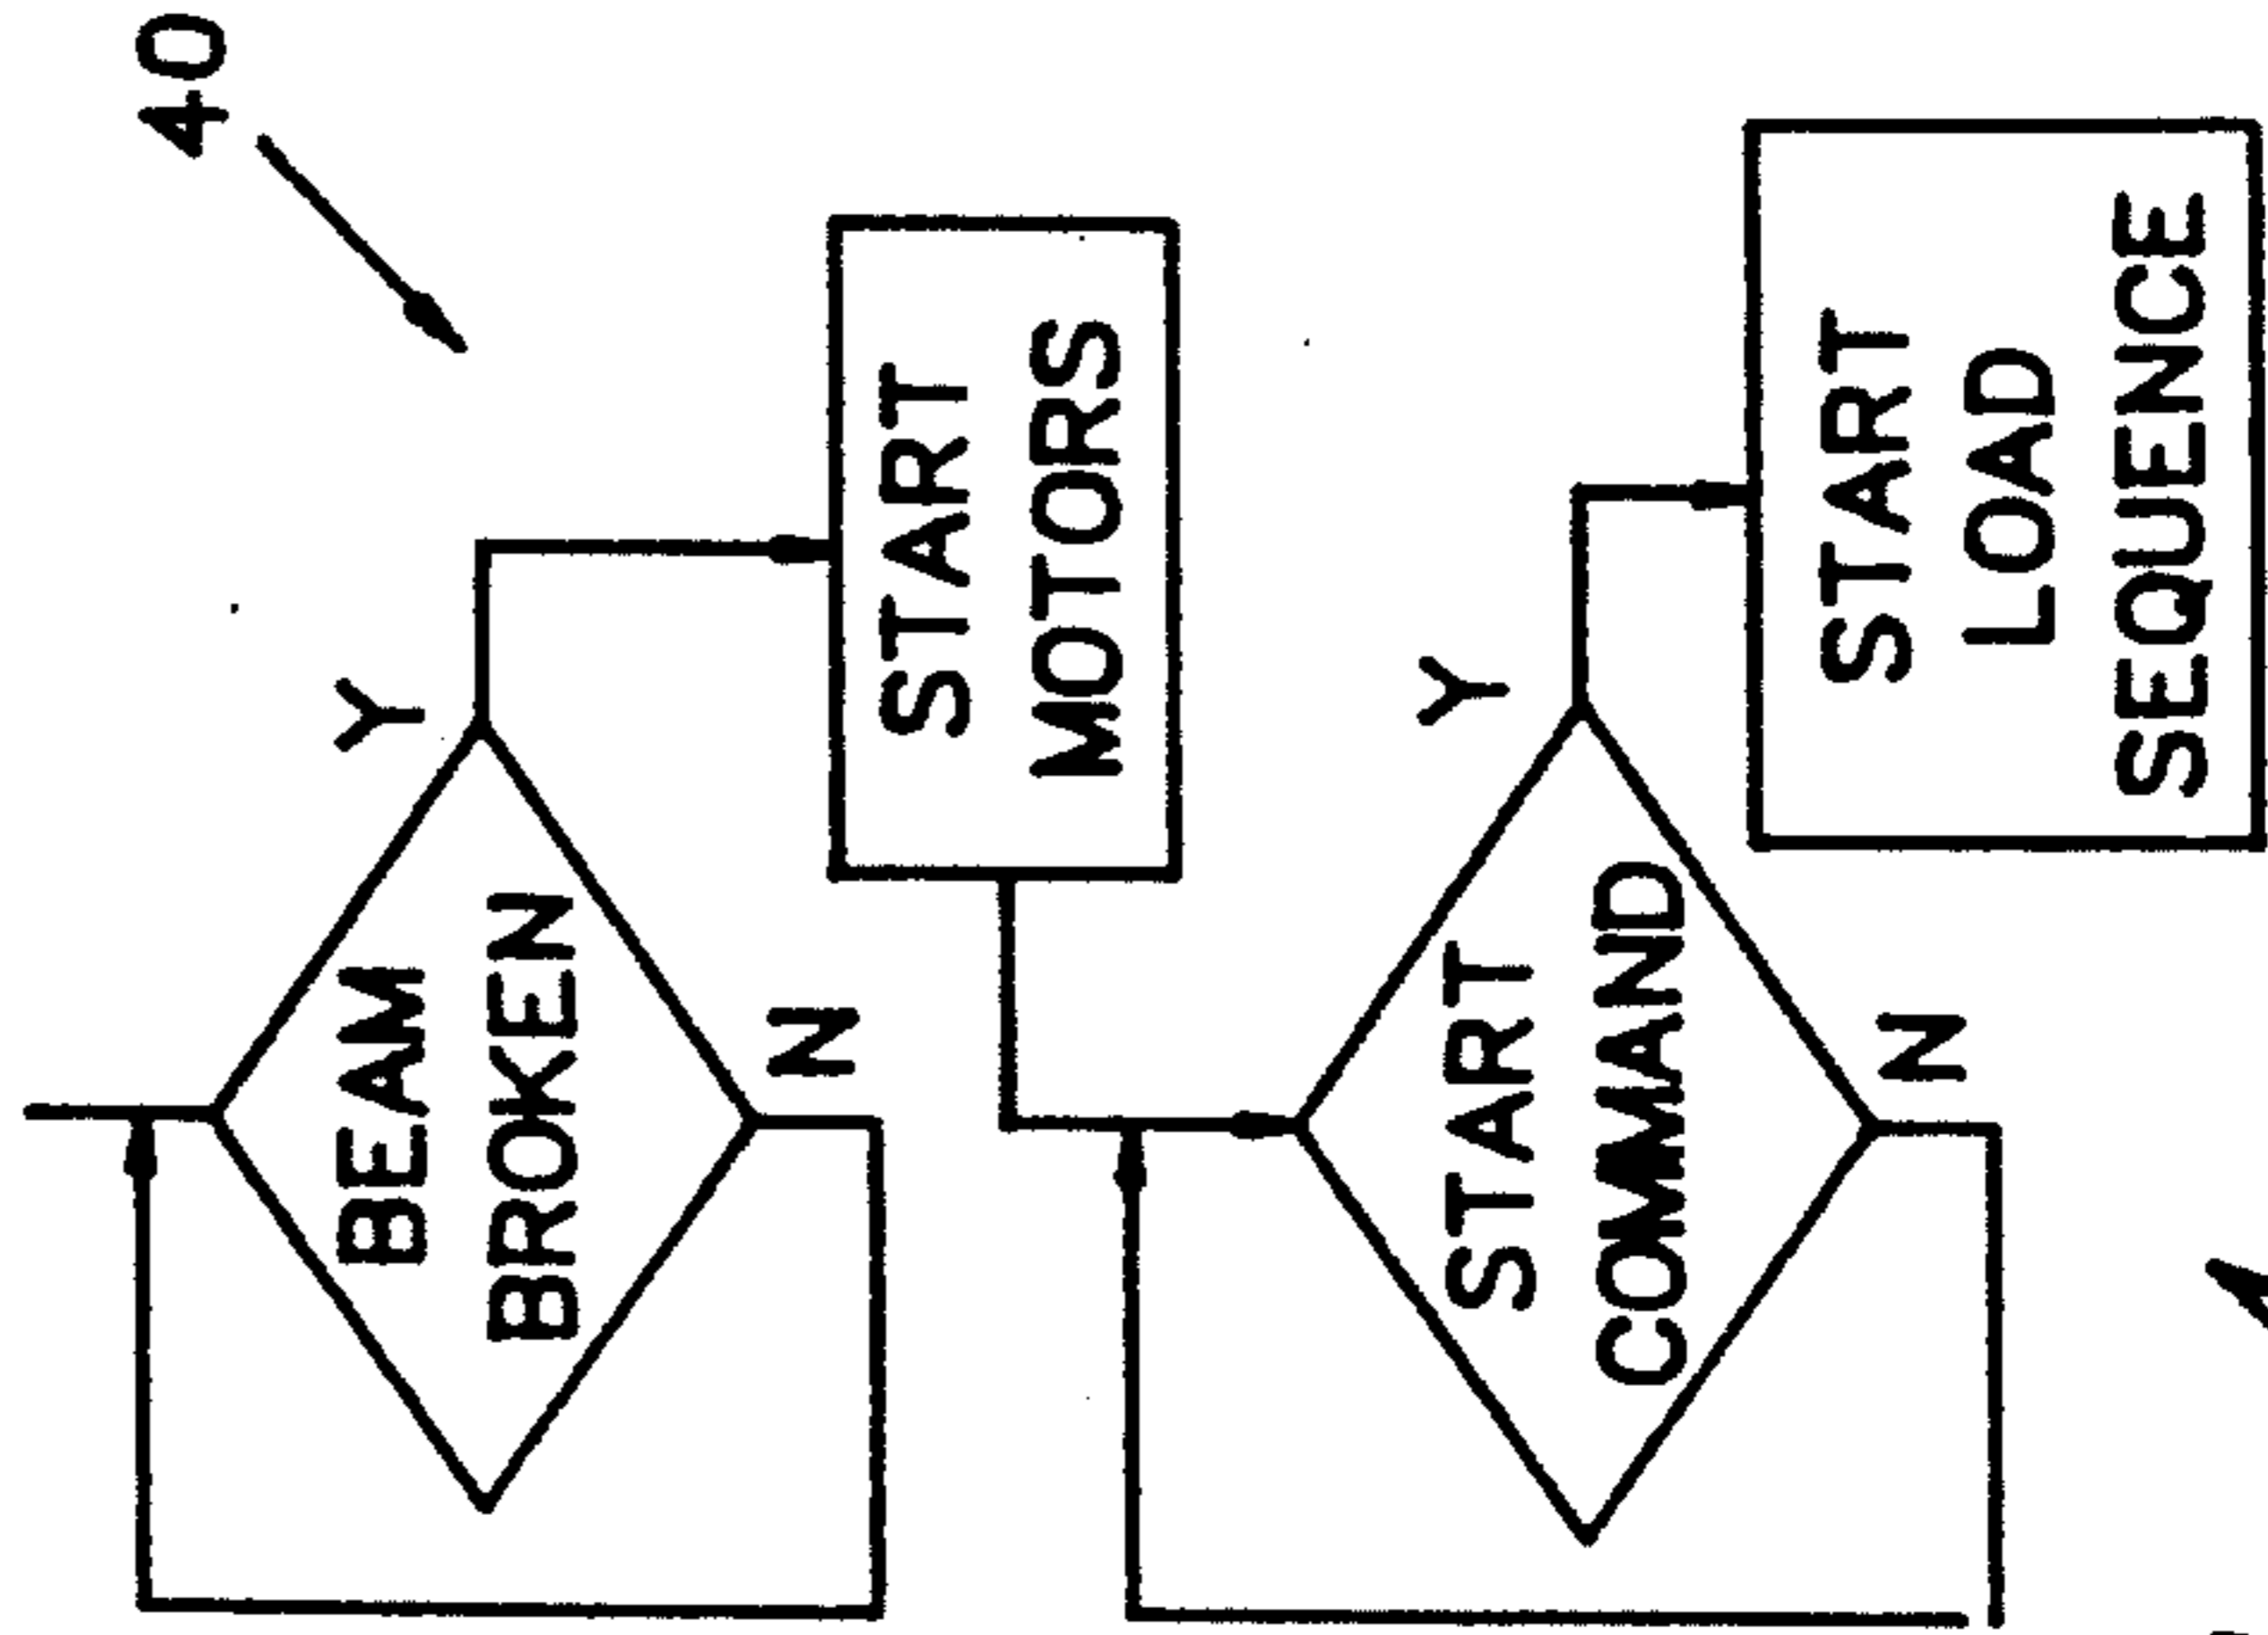 40
BEAM
BROKEN
Y
N
START
MOTORS
START
COMMAND
Y
N
START
LOAD
SEQUENCE